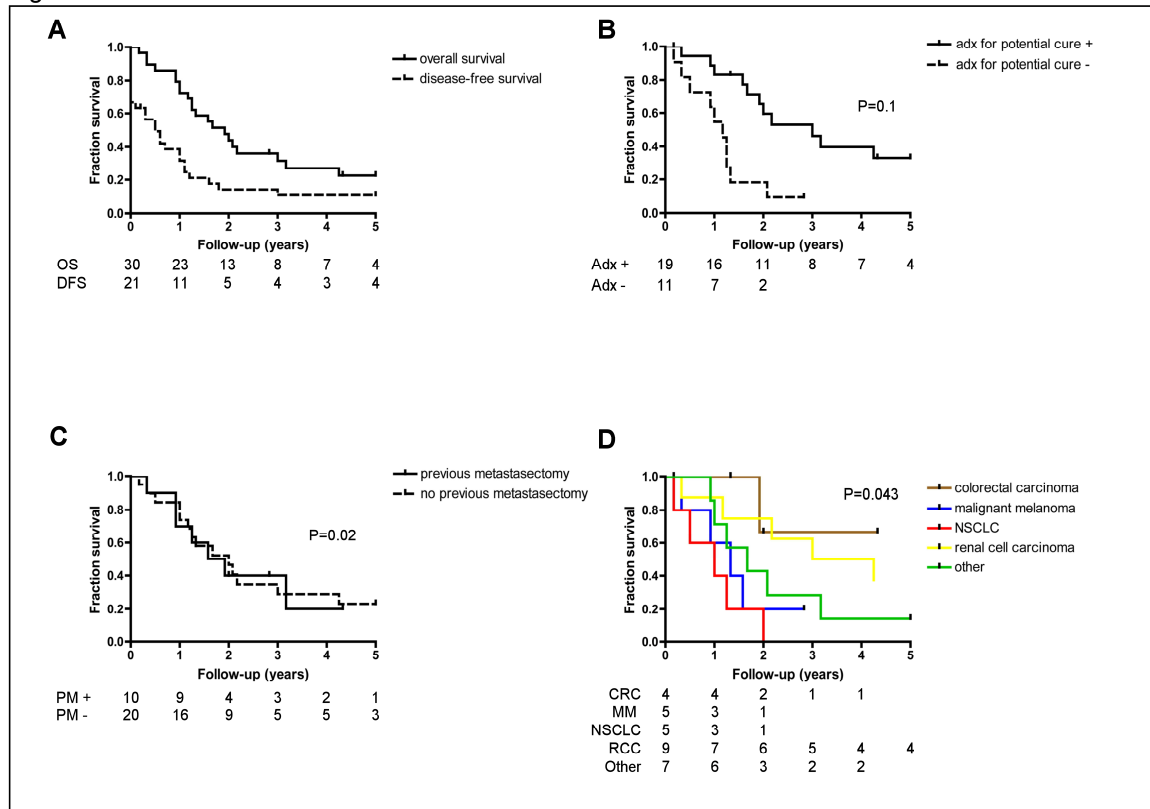 A
Fraction survival
1.0
0.8
0.6
0.4
0.2
0.0
0 1 2 3 4 5
Follow-up (years)
overall survival
disease-free survival
OS 30 23 13 8 7 4
DFS 21 11 5 4 3 4
B
Fraction survival
1.0
0.8
0.6
0.4
0.2
0.0
0 1 2 3 4 5
Follow-up (years)
adx for potential cure +
adx for potential cure -
P=0.1
Adx + 19 16 11 8 7 4
Adx - 11 7 2
C
Fraction survival
1.0
0.8
0.6
0.4
0.2
0.0
0 1 2 3 4 5
Follow-up (years)
previous metastasectomy
no previous metastasectomy
P=0.02
PM + 10 9 4 3 2 1
PM - 20 16 9 5 5 3
D
Fraction survival
1.0
0.8
0.6
0.4
0.2
0.0
0 1 2 3 4 5
Follow-up (years)
P=0.043
colorectal carcinoma
malignant melanoma
NSCLC
renal cell carcinoma
other
CRC 4 4 2 1 1
MM 5 3 1
NSCLC 5 3 1
RCC 9 7 6 5 4 4
Other 7 6 3 2 2